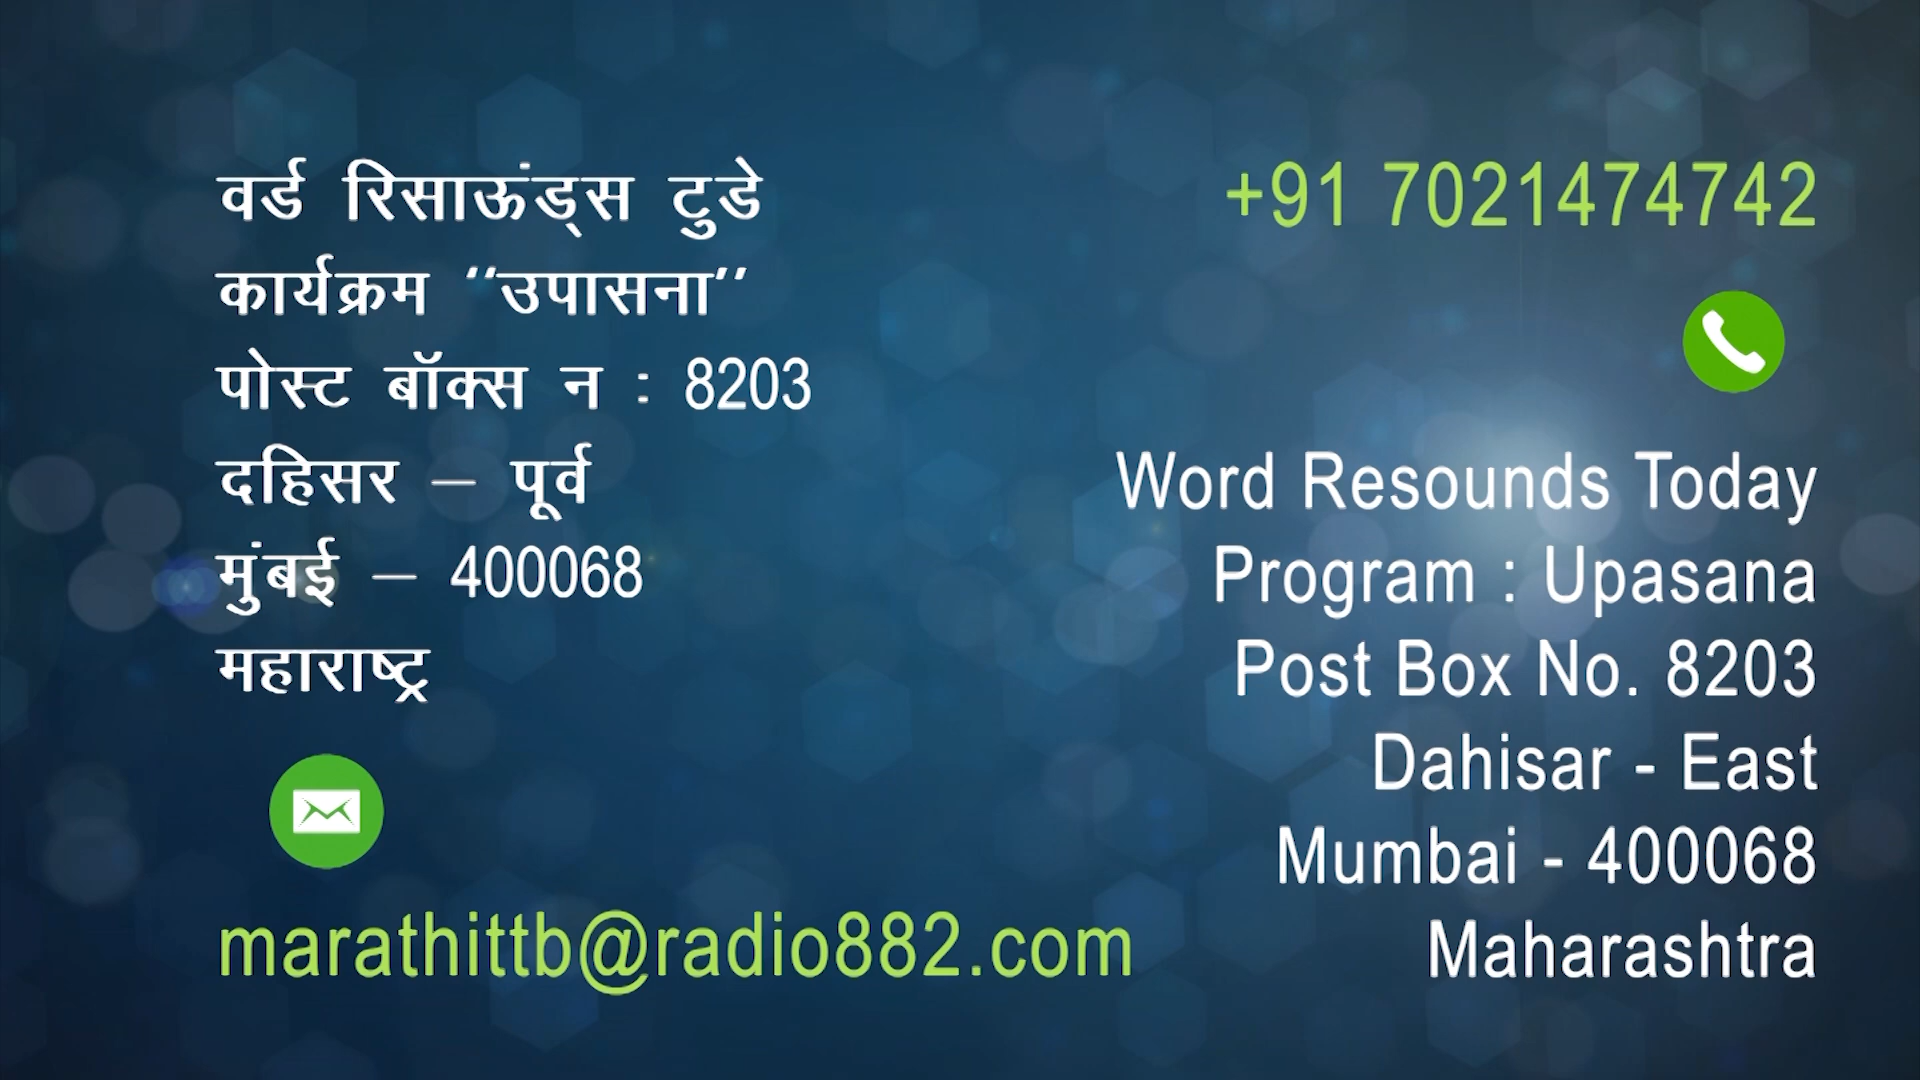 वर्ड रिसाऊंड्स टुडे
कार्यक्रम “उपासना”
पोस्ट बॉक्स न : 8203
दहिसर – पूर्व
मुंबई – 400068
महाराष्ट्र
marathittb@radio882.com
+91 7021474742
Word Resounds Today
Program : Upasana
Post Box No. 8203
Dahisar - East
Mumbai - 400068
Maharashtra